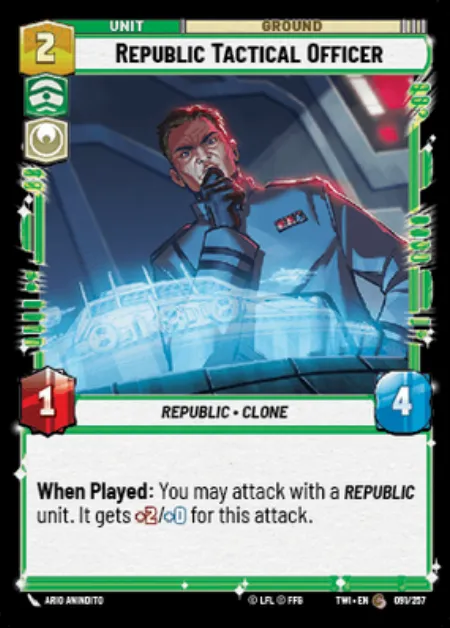 UNIT
GROUND
2
REPUBLIC TACTICAL OFFICER
1
REPUBLIC • CLONE
4
When Played: You may attack with a REPUBLIC
unit. It gets +2/+0 for this attack.
ARIO ANINDITO
© LFL © FFG
TWI • EN
091/257